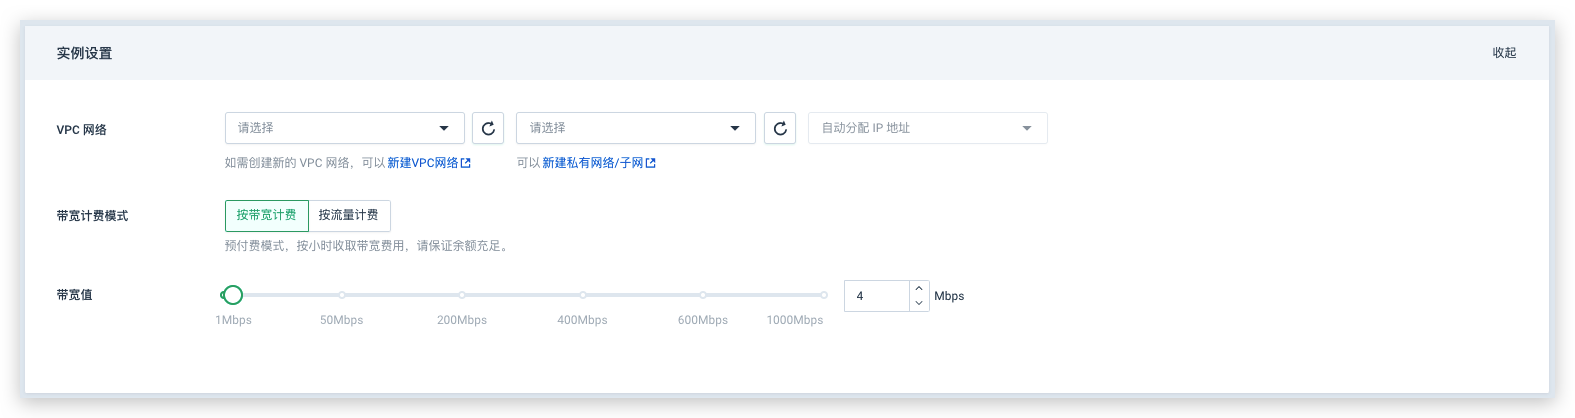 实例设置
收起
VPC 网络
请选择
请选择
自动分配 IP 地址
如需创建新的 VPC 网络，可以 新建VPC网络
可以 新建私有网络/子网
带宽计费模式
按带宽计费
按流量计费
预付费模式，按小时收取带宽费用，请保证余额充足。
带宽值
4
Mbps
1Mbps
50Mbps
200Mbps
400Mbps
600Mbps
1000Mbps